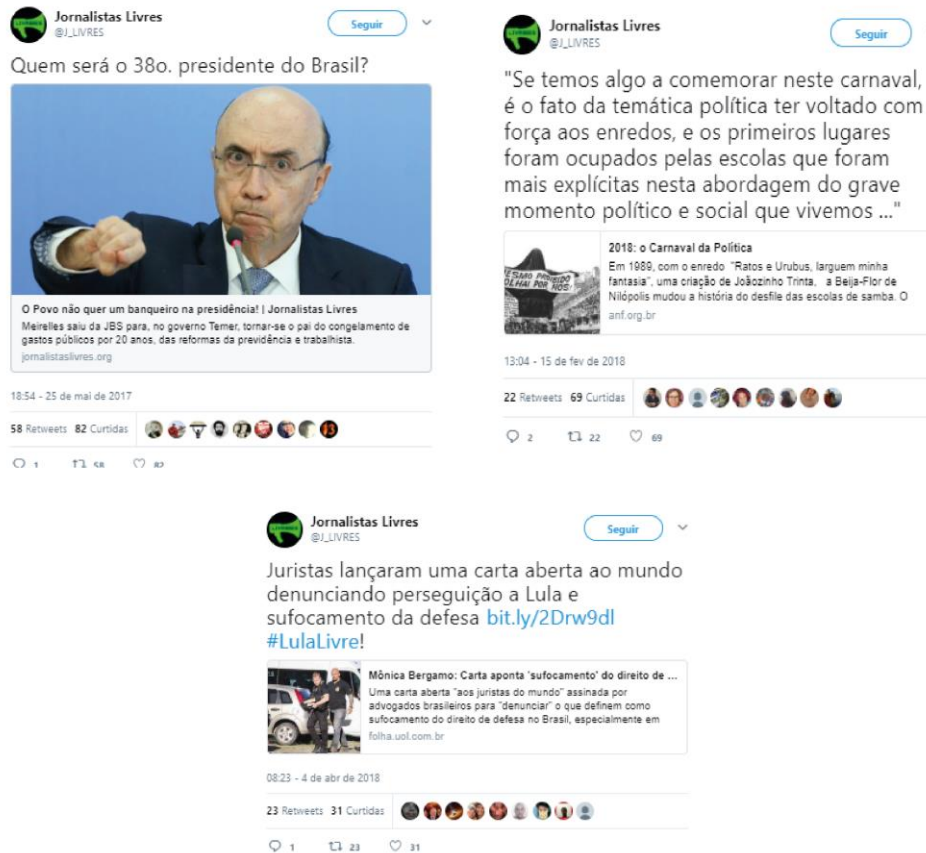 Jornalistas Livres
@J_LIVRES
Seguir
Quem será o 38o. presidente do Brasil?
O Povo não quer um banqueiro na presidência! | Jornalistas Livres
Meirelles saiu da JBS para, no governo Temer, tornar-se o pai do congelamento de
gastos públicos por 20 anos, das reformas da previdência e trabalhista.
jornalistaslivres.org
18:54 - 25 de mai de 2017
58 Retweets 82 Curtidas
1 58 82
Jornalistas Livres
@J_LIVRES
Seguir
"Se temos algo a comemorar neste carnaval,
é o fato da temática política ter voltado com
força aos enredos, e os primeiros lugares
foram ocupados pelas escolas que foram
mais explícitas nesta abordagem do grave
momento político e social que vivemos ..."
MESMO PROIBIDO
OLHAI POR NÓS!
2018: o Carnaval da Política
Em 1989, com o enredo "Ratos e Urubus, larguem minha
fantasia", uma criação de Joãozinho Trinta, a Beija-Flor de
Nilópolis mudou a história do desfile das escolas de samba. O
anf.org.br
13:04 - 15 de fev de 2018
22 Retweets 69 Curtidas
2 22 69
Jornalistas Livres
@J_LIVRES
Seguir
Juristas lançaram uma carta aberta ao mundo
denunciando perseguição a Lula e
sufocamento da defesa bit.ly/2Drw9dl
#LulaLivre!
Mônica Bergamo: Carta aponta 'sufocamento' do direito de ...
Uma carta aberta "aos juristas do mundo" assinada por
advogados brasileiros para "denunciar" o que definem como
sufocamento do direito de defesa no Brasil, especialmente em
folha.uol.com.br
08:23 - 4 de abr de 2018
23 Retweets 31 Curtidas
1 23 31